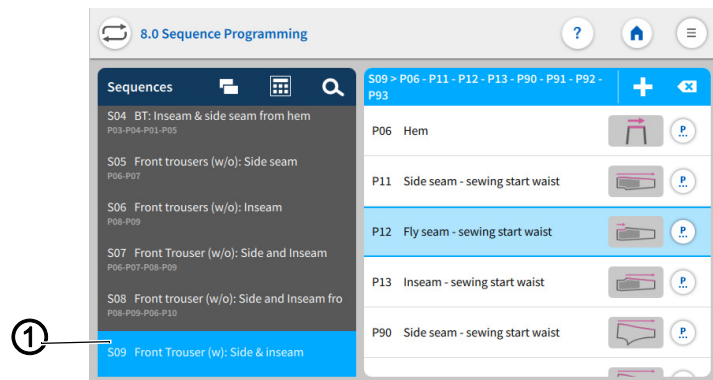 8.0 Sequence Programming
?
Sequences
S04 BT: Inseam & side seam from hem
P03-P04-P01-P05
S05 Front trousers (w/o): Side seam
P06-P07
S06 Front trousers (w/o): Inseam
P08-P09
S07 Front Trouser (w/o): Side and Inseam
P06-P07-P08-P09
S08 Front trouser (w/o): Side and Inseam fro
P08-P09-P06-P10
1
S09 Front Trouser (w): Side & inseam
S09 > P06 - P11 - P12 - P13 - P90 - P91 - P92 -
P93
P06 Hem P...
P11 Side seam - sewing start waist P...
P12 Fly seam - sewing start waist P...
P13 Inseam - sewing start waist P...
P90 Side seam - sewing start waist P...